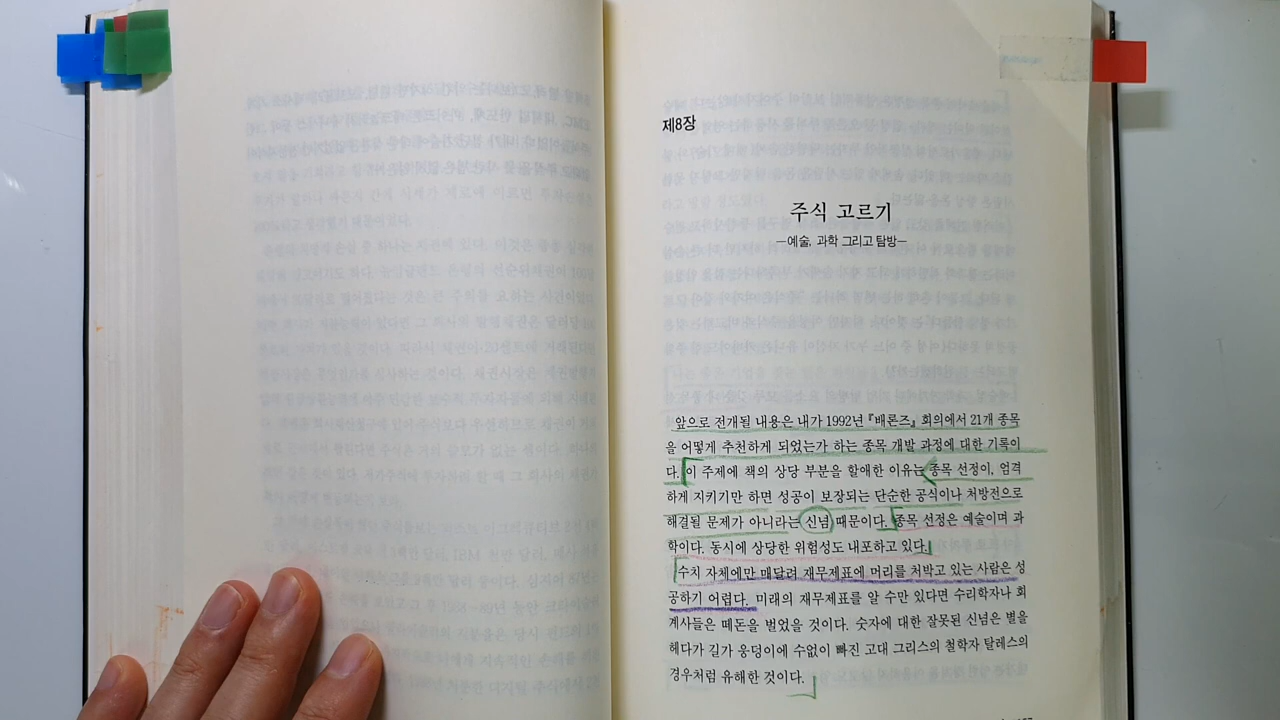 제8장
주식 고르기
—예술, 과학 그리고 탐방—
앞으로 전개될 내용은 내가 1992년 『배론즈』 회의에서 21개 종목
을 어떻게 추천하게 되었는가 하는 종목 개발 과정에 대한 기록이
다. 이 주제에 책의 상당 부분을 할애한 이유는 종목 선정이, 엄격
하게 지키기만 하면 성공이 보장되는 단순한 공식이나 처방전으로
해결될 문제가 아니라는 신념 때문이다. 종목 선정은 예술이며 과
학이다. 동시에 상당한 위험성도 내포하고 있다.
수치 자체에만 매달려 재무제표에 머리를 처박고 있는 사람은 성
공하기 어렵다. 미래의 재무제표를 알 수만 있다면 수리학자나 회
계사들은 떼돈을 벌었을 것이다. 숫자에 대한 잘못된 신념은 별을
헤다가 길가 웅덩이에 수없이 빠진 고대 그리스의 철학자 탈레스의
경우처럼 유해한 것이다.